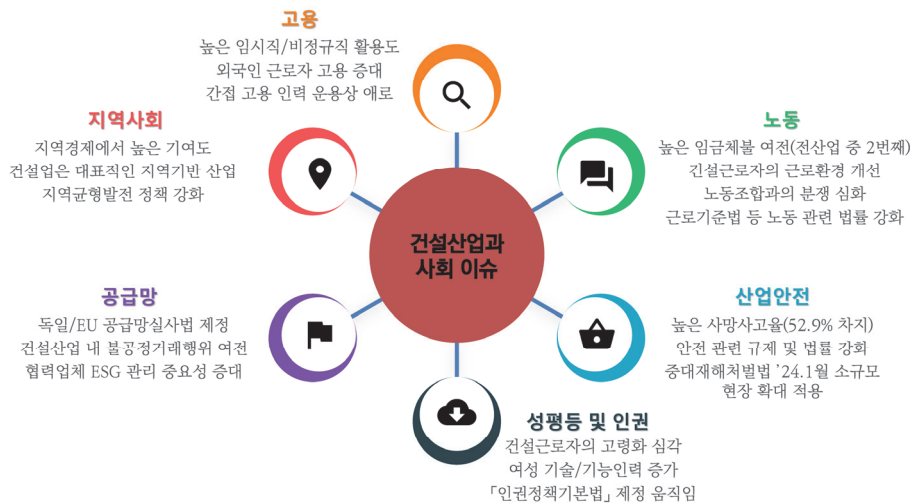 고용
높은 임시직/비정규직 활용도
외국인 근로자 고용 증대
간접 고용 인력 운용상 애로
지역사회
지역경제에서 높은 기여도
건설업은 대표직인 지역기반 산업
지역균형발전 정책 강화
노동
높은 임금체불 여전(전산업 중 2번째)
긴설근로자의 근로환경 개선
노동조합과의 분쟁 심화
근로기준법 등 노동 관련 법률 강화
건설산업과
사회 이슈
공급망
독일/EU 공급망실사법 제정
건설산업 내 불공정기래행위 여전
협력업체 ESG 관리 중요성 증대
산업안전
높은 사망사고율(52.9% 차지)
안전 관련 규제 및 법률 강회
중대재해처벌법 ’24.1월 소규모
현장 확대 적용
성평등 및 인권
건설근로자의 고령화 심각
여성 기술/기능인력 증가
「인권정책기본법」 제정 움직임